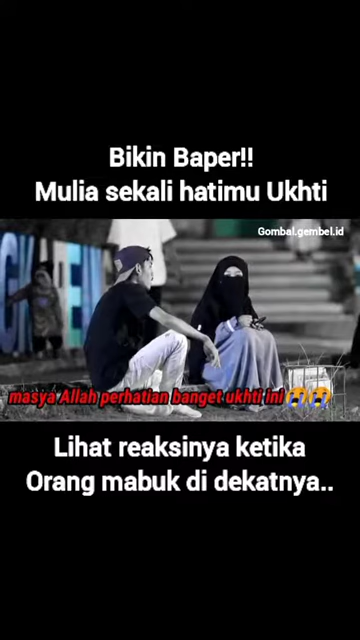 Bikin Baper!!
Mulia sekali hatimu Ukhti
Gombal.gembel.id
masya Allah perhatian banget ukhti ini😭😭
Lihat reaksinya ketika
Orang mabuk di dekatnya..